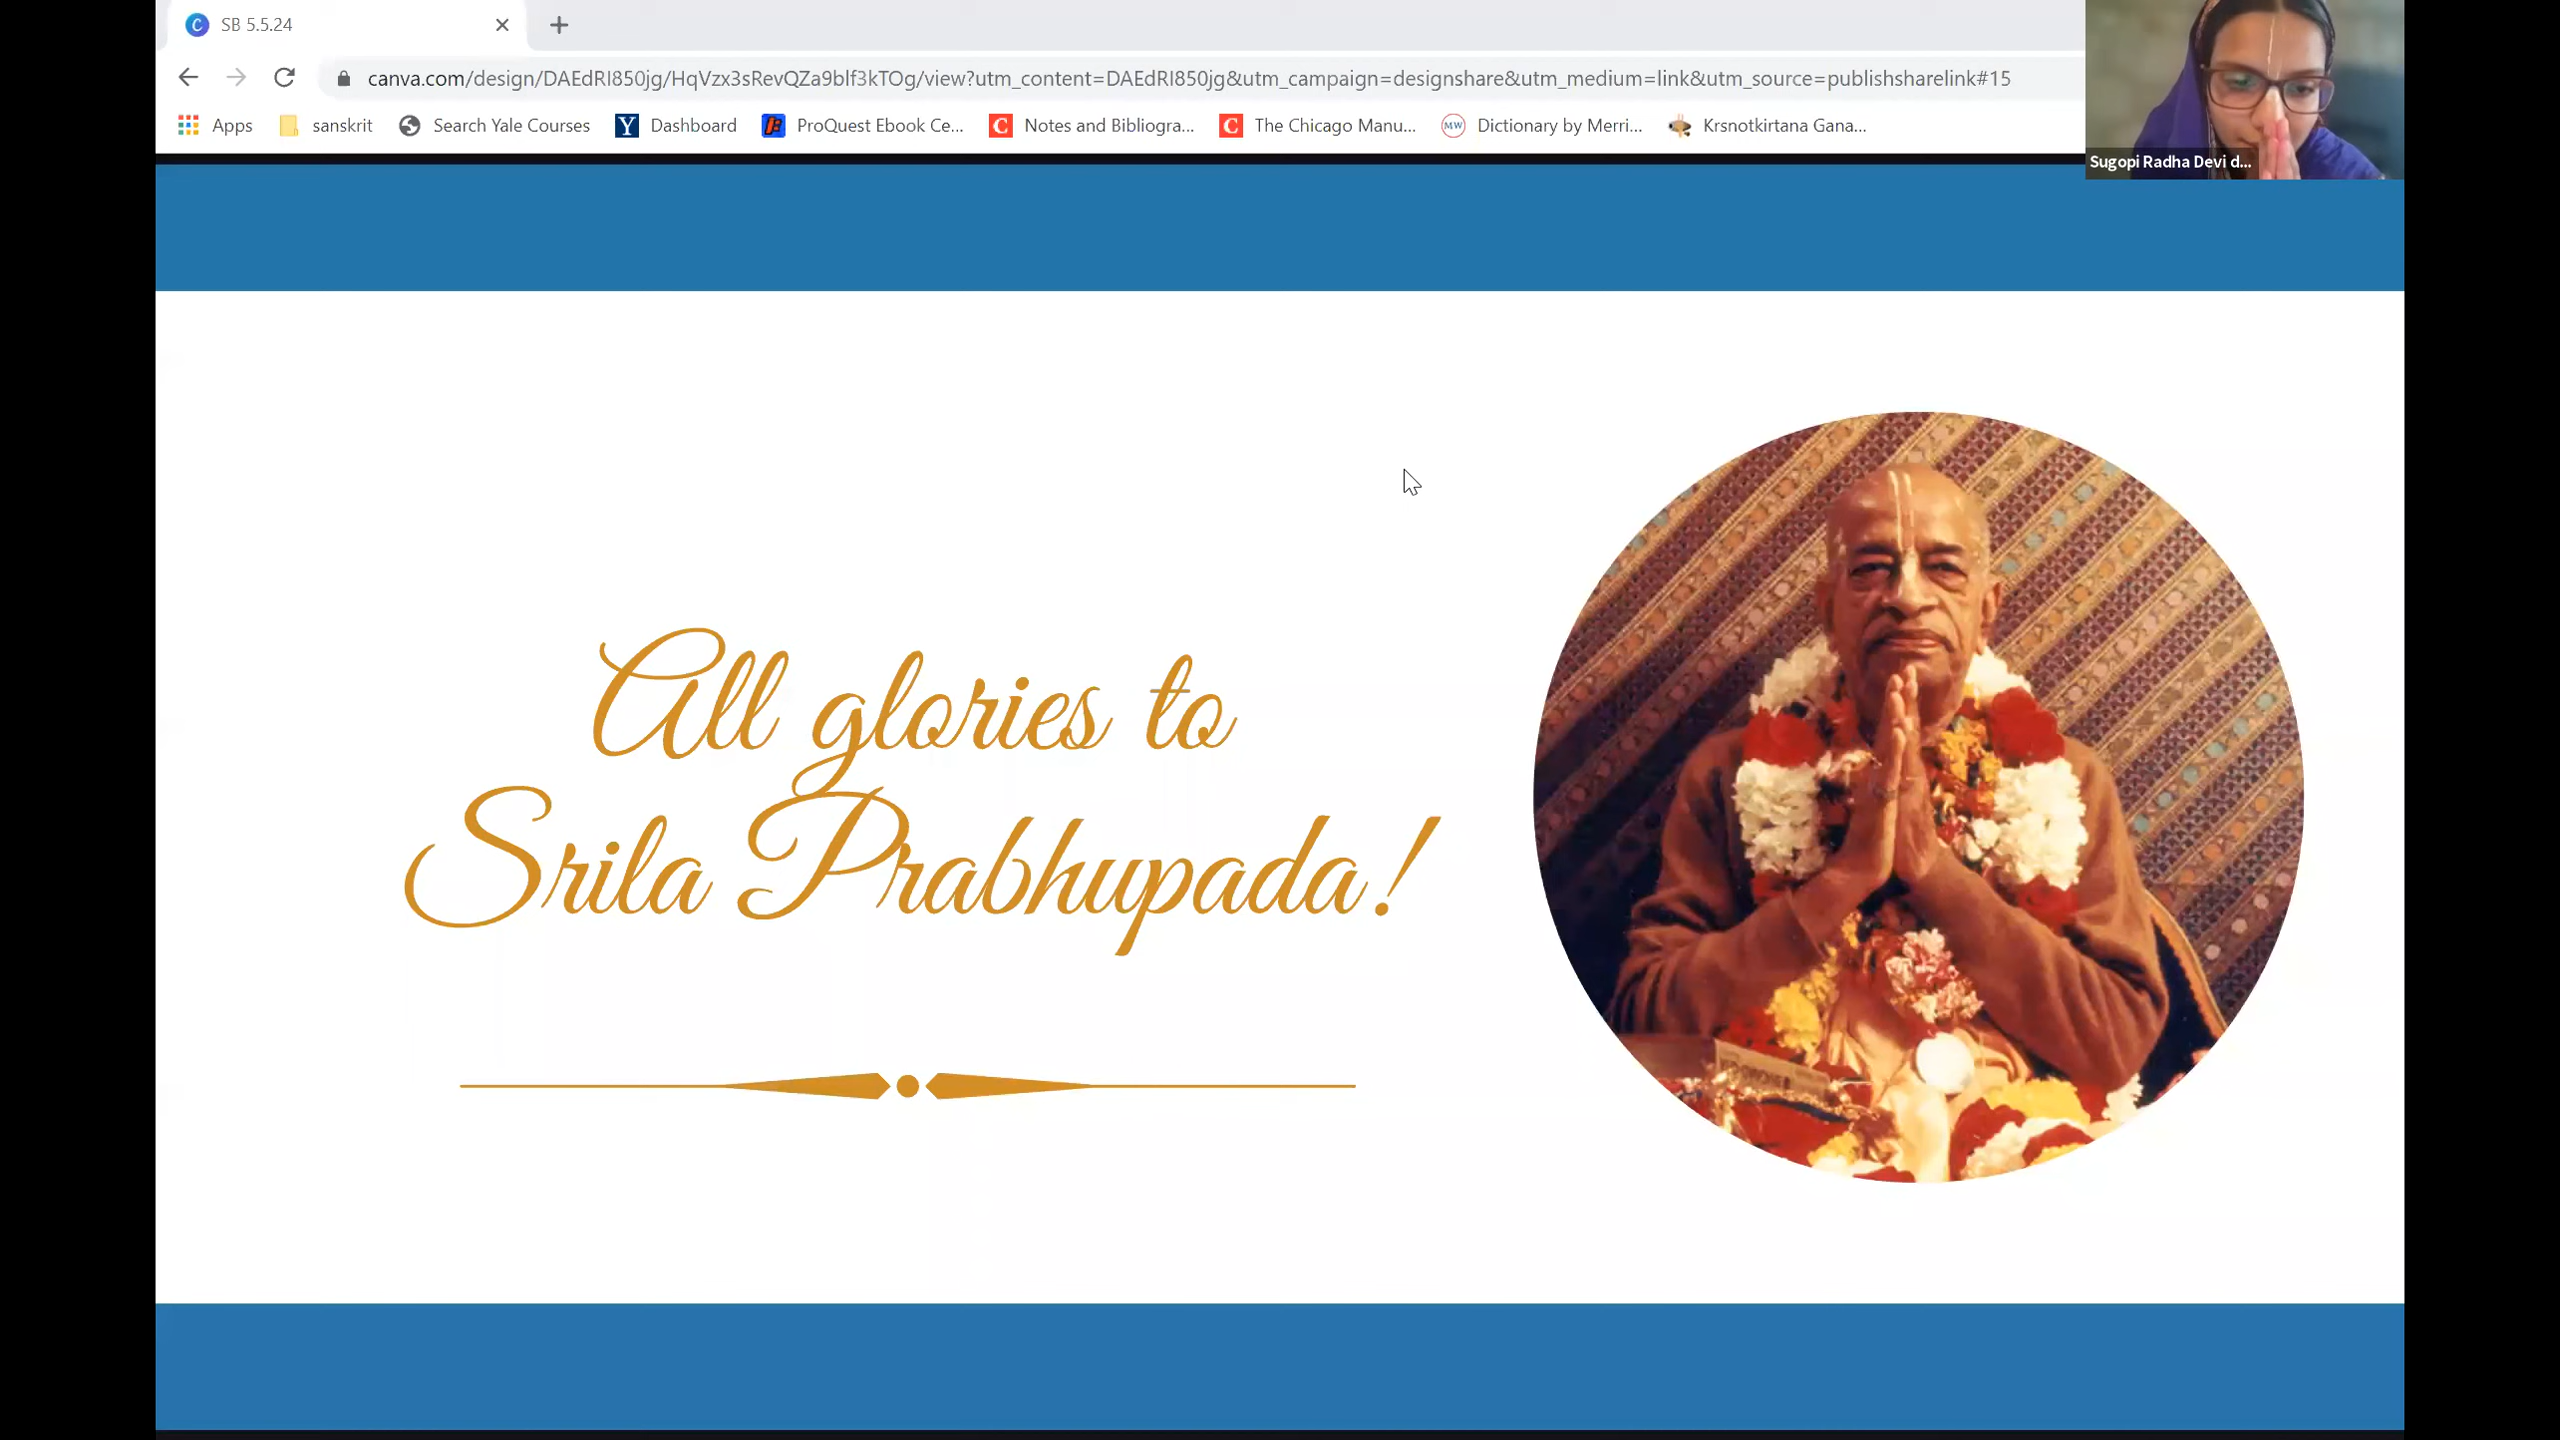 SB 5.5.24
canva.com/design/DAEdRI850jg/HqVzx3sRevQZa9blf3kTOg/view?utm_content=DAEdRI850jg&utm_campaign=designshare&utm_medium=link&utm_source=publishsharelink#15
Apps sanskrit Search Yale Courses Dashboard ProQuest Ebook Ce... Notes and Bibliogra... The Chicago Manu... Dictionary by Merri... Krsnotkirtana Gana...
Sugopi Radha Devi d...
All glories to
Srila Prabhupada!